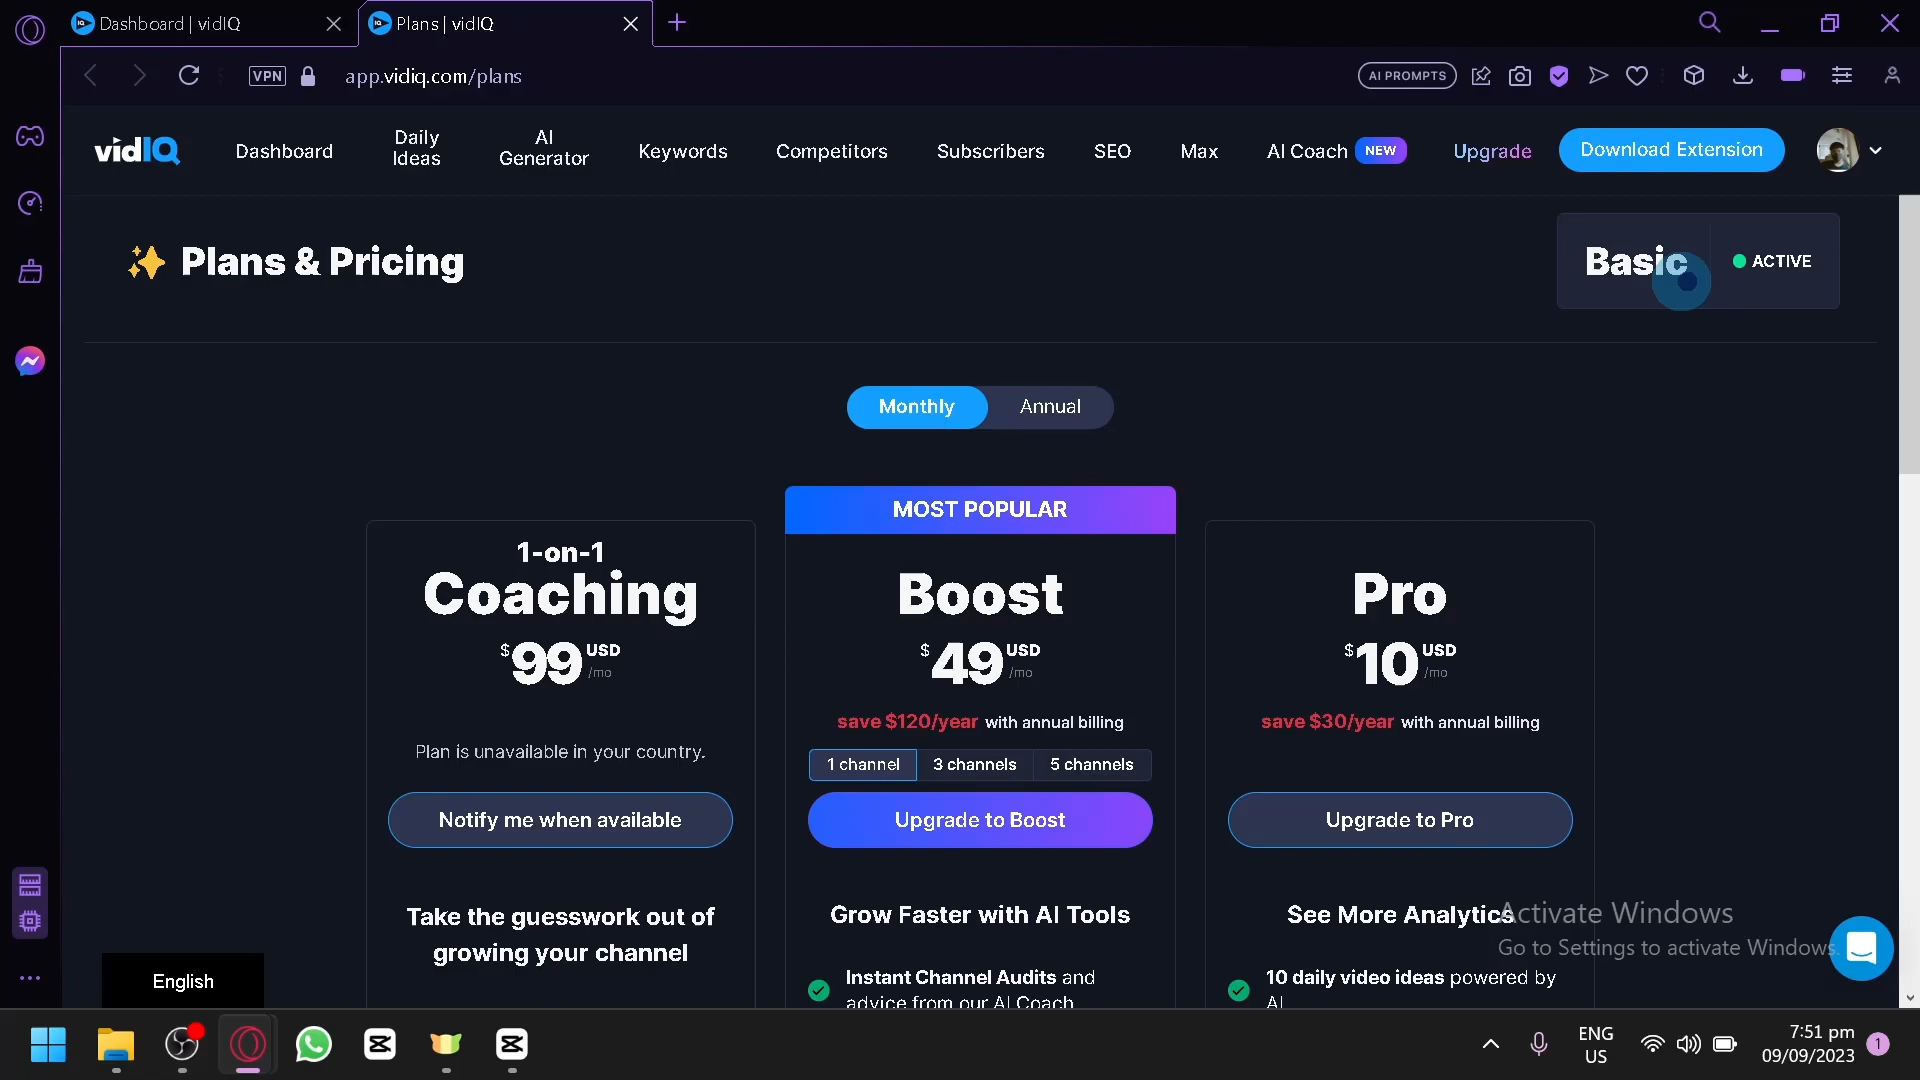 Dashboard | vidIQ
Plans | vidIQ
VPN
app.vidiq.com/plans
AI PROMPTS
vidIQ
Dashboard
Daily Ideas
AI Generator
Keywords
Competitors
Subscribers
SEO
Max
AI Coach NEW
Upgrade
Download Extension
✨ Plans & Pricing
Basic
ACTIVE
Monthly
Annual
MOST POPULAR
1-on-1
Coaching
$99 USD /mo
Plan is unavailable in your country.
Notify me when available
Take the guesswork out of
growing your channel
Boost
$49 USD /mo
save $120/year with annual billing
1 channel
3 channels
5 channels
Upgrade to Boost
Grow Faster with AI Tools
Instant Channel Audits and
advice from our AI Coach
Pro
$10 USD /mo
save $30/year with annual billing
Upgrade to Pro
See More Analytics
10 daily video ideas powered by
AI
Activate Windows
Go to Settings to activate Windows.
English
ENG
US
7:51 pm
09/09/2023
1